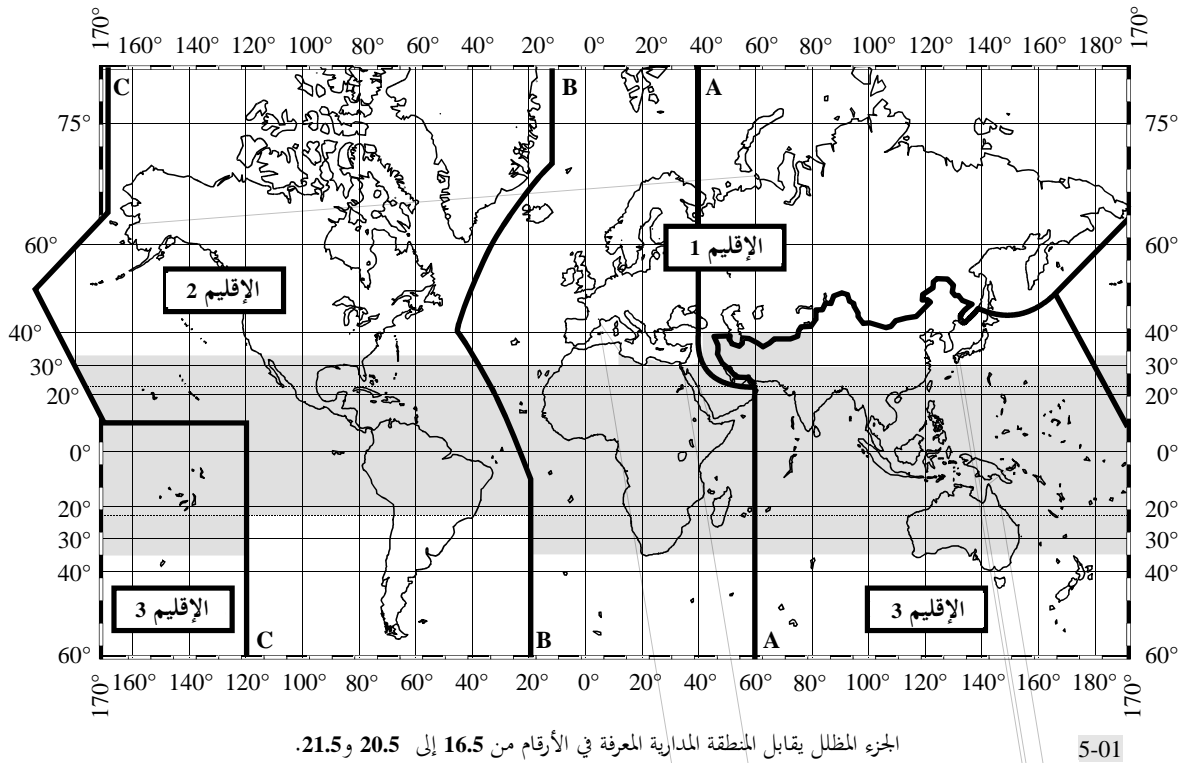 170° 160° 140° 120° 100° 80° 60° 40° 20° 0° 20° 40° 60° 80° 100° 120° 140° 160° 180° 170°
C B A
75° 75°
60° الإقليم 1 60°
الإقليم 2
40° 40°
30° 30°
20° 20°
0° 0°
20° 20°
30° 30°
40° 40°
الإقليم 3 الإقليم 3
C B A
60° 60°
170° 160° 140° 120° 100° 80° 60° 40° 20° 0° 20° 40° 60° 80° 100° 120° 140° 160° 180° 170°
الجزء المظلل يقابل المنطقة المدارية المعرفة في الأرقام من 16.5 إلى 20.5 و21.5.
5-01